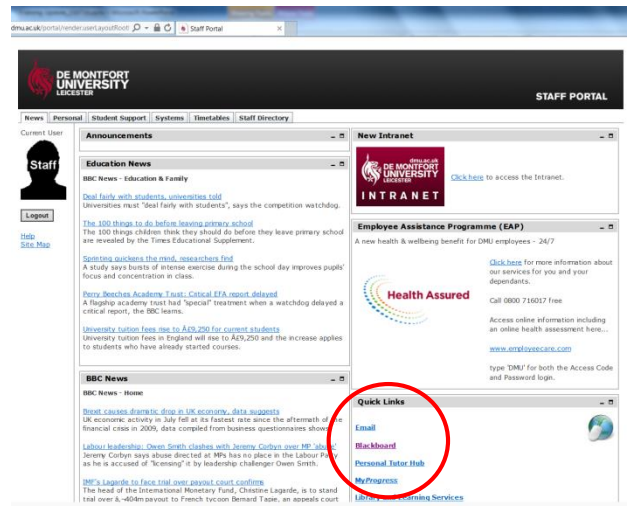 dmu.ac.uk/portal/render.userLayoutRootN
Staff Portal
DE MONTFORT
UNIVERSITY
LEICESTER
STAFF PORTAL
News Personal Student Support Systems Timetables Staff Directory
Current User
Staff
Logout
Help
Site Map
Announcements
Education News
BBC News - Education & Family
Deal fairly with students, universities told
Universities must "deal fairly with students", says the competition watchdog.
The 100 things to do before leaving primary school
The 100 things children think they should do before they leave primary school
are revealed by the Times Educational Supplement.
Sprinting quickens the mind, researchers find
A study says bursts of intense exercise during the school day improves pupils'
focus and concentration in class.
Perry Beeches Academy Trust: Critical EFA report delayed
A flagship academy trust had "special" treatment when a watchdog delayed a
critical report, the BBC learns.
University tuition fees rise to Â£9,250 for current students
University tuition fees in England will rise to Â£9,250 and the increase applies
to students who have already started courses.
BBC News
BBC News - Home
Brexit causes dramatic drop in UK economy, data suggests
UK economic activity in July fell at its fastest rate since the aftermath of the
financial crisis in 2009, data compiled from business questionnaires shows.
Labour leadership: Owen Smith clashes with Jeremy Corbyn over MP 'abuse'
Jeremy Corbyn says abuse directed at MPs has no place in the Labour Party
as he is accused of "licensing" it by leadership challenger Owen Smith.
IMF's Lagarde to face trial over payout court confirms
The head of the International Monetary Fund, Christine Lagarde, is to stand
trial over payout to French tycoon Bernard Tapie, an appeals court
New Intranet
dmu.ac.uk
DE MONTFORT
UNIVERSITY
LEICESTER
INTRANET
Click here to access the Intranet.
Employee Assistance Programme (EAP)
A new health & wellbeing benefit for DMU employees - 24/7
Health Assured
Click here for more information about
our services for you and your
dependants.
Call 0800 716017 free
Access online information including
an online health assessment here...
www.employeecare.com
type 'DMU' for both the Access Code
and Password login.
Quick Links
Email
Blackboard
Personal Tutor Hub
MyProgress
Library and Learning Services